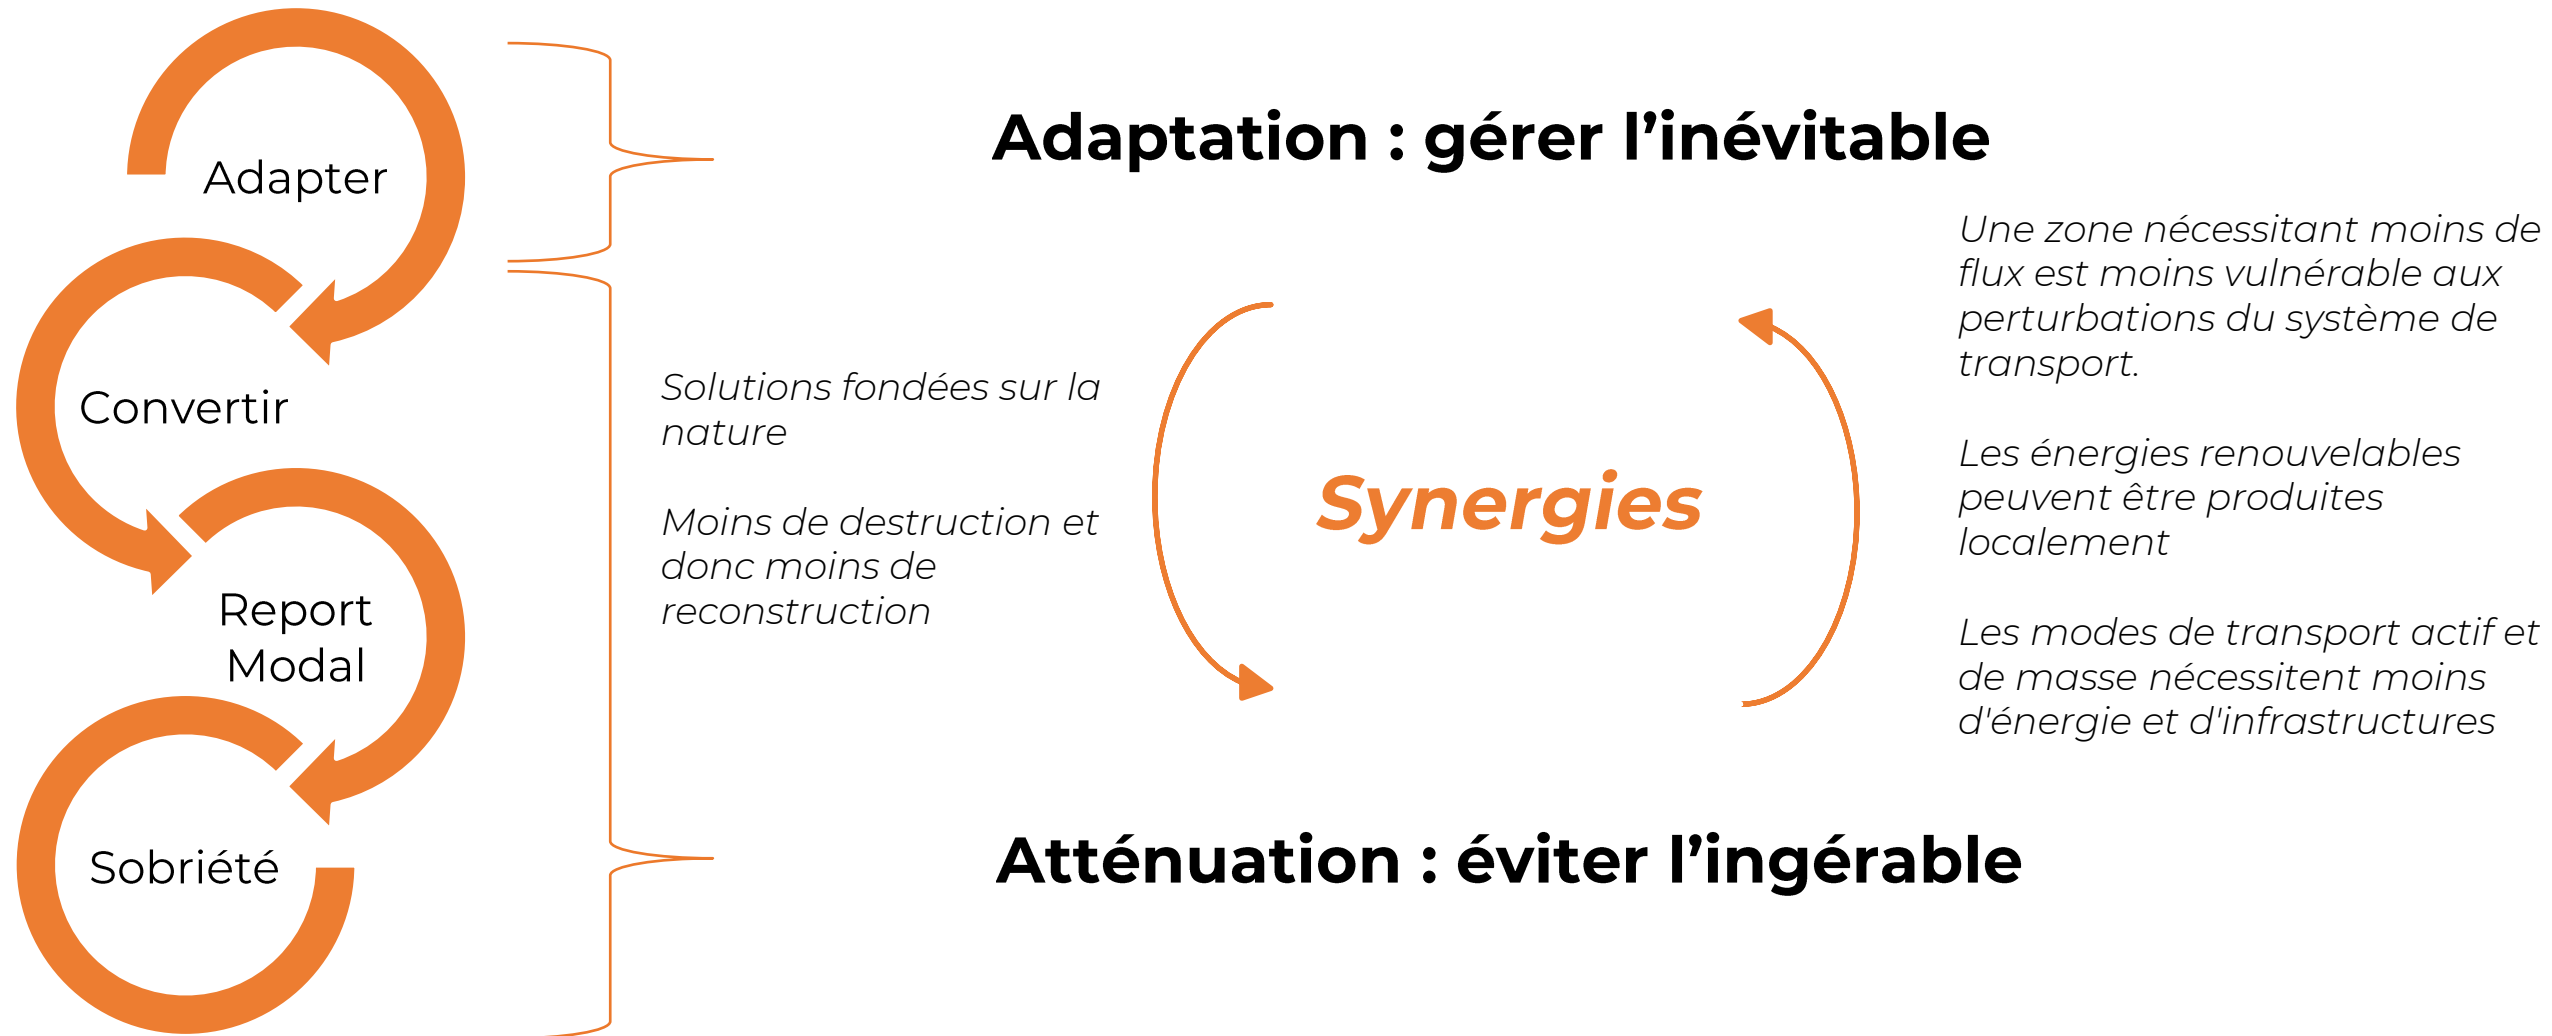 Adapter
Convertir
Report
Modal
Sobriété
Adaptation : gérer l’inévitable
Solutions fondées sur la
nature
Moins de destruction et
donc moins de
reconstruction
Synergies
Une zone nécessitant moins de
flux est moins vulnérable aux
perturbations du système de
transport.
Les énergies renouvelables
peuvent être produites
localement
Les modes de transport actif et
de masse nécessitent moins
d'énergie et d'infrastructures
Atténuation : éviter l’ingérable